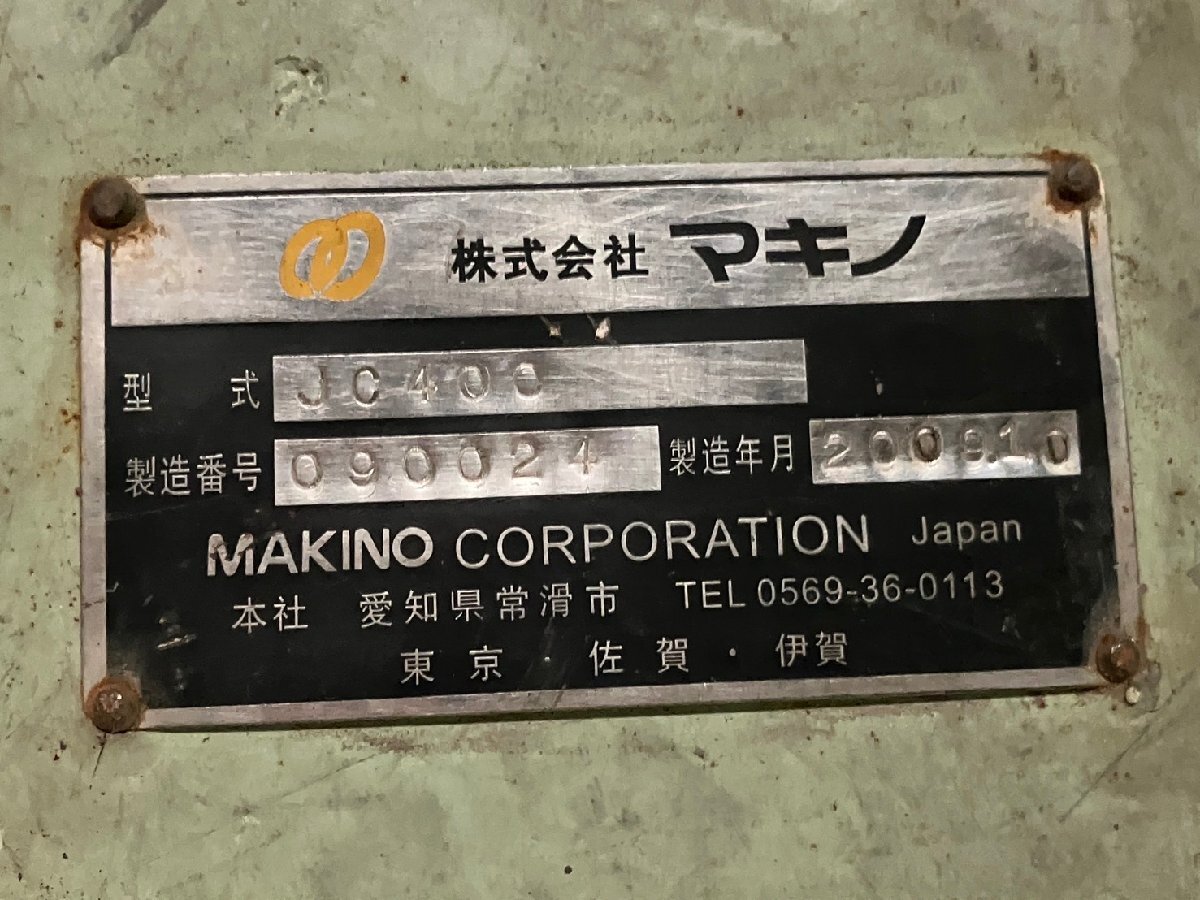 株式会社 マキノ
型式 JC400
製造番号 090024 製造年月 2009.10
MAKINO CORPORATION Japan
本社 愛知県常滑市 TEL 0569-36-0113
東京 佐賀・伊賀